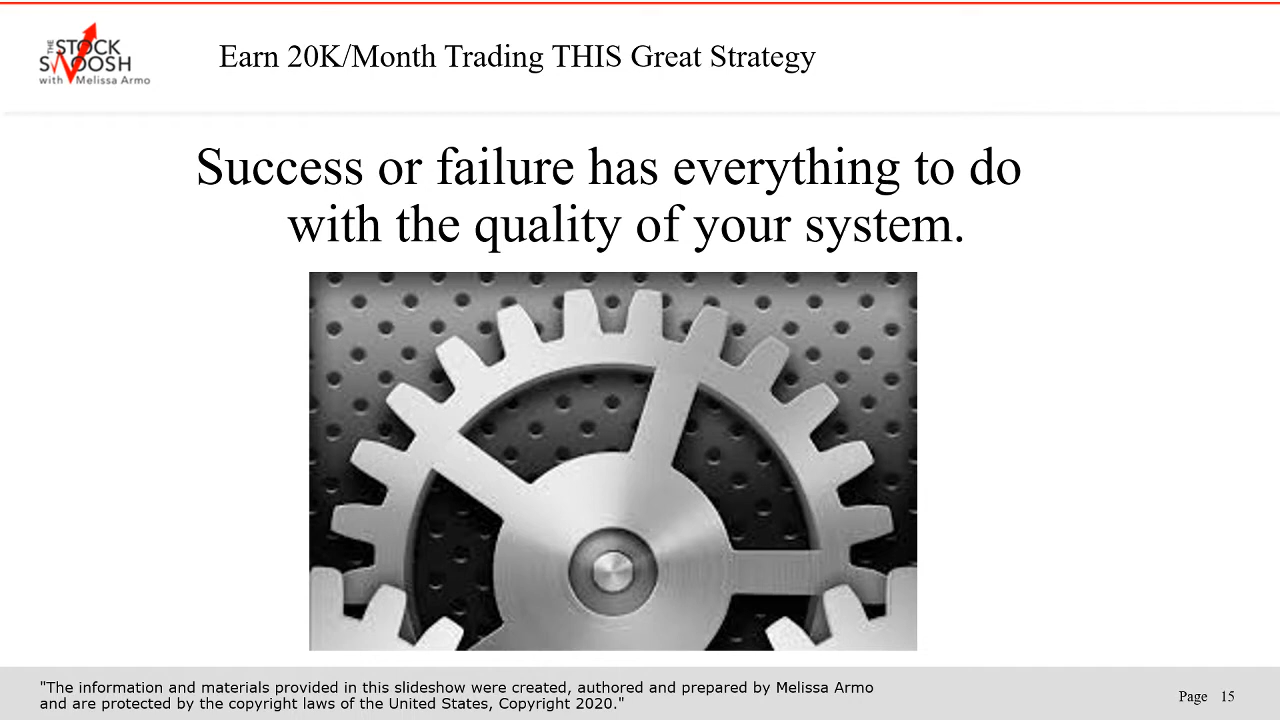 THE
STOCK
SWOOSH
with Melissa Armo
Earn 20K/Month Trading THIS Great Strategy
Success or failure has everything to do
with the quality of your system.
"The information and materials provided in this slideshow were created, authored and prepared by Melissa Armo
and are protected by the copyright laws of the United States, Copyright 2020."
Page 15